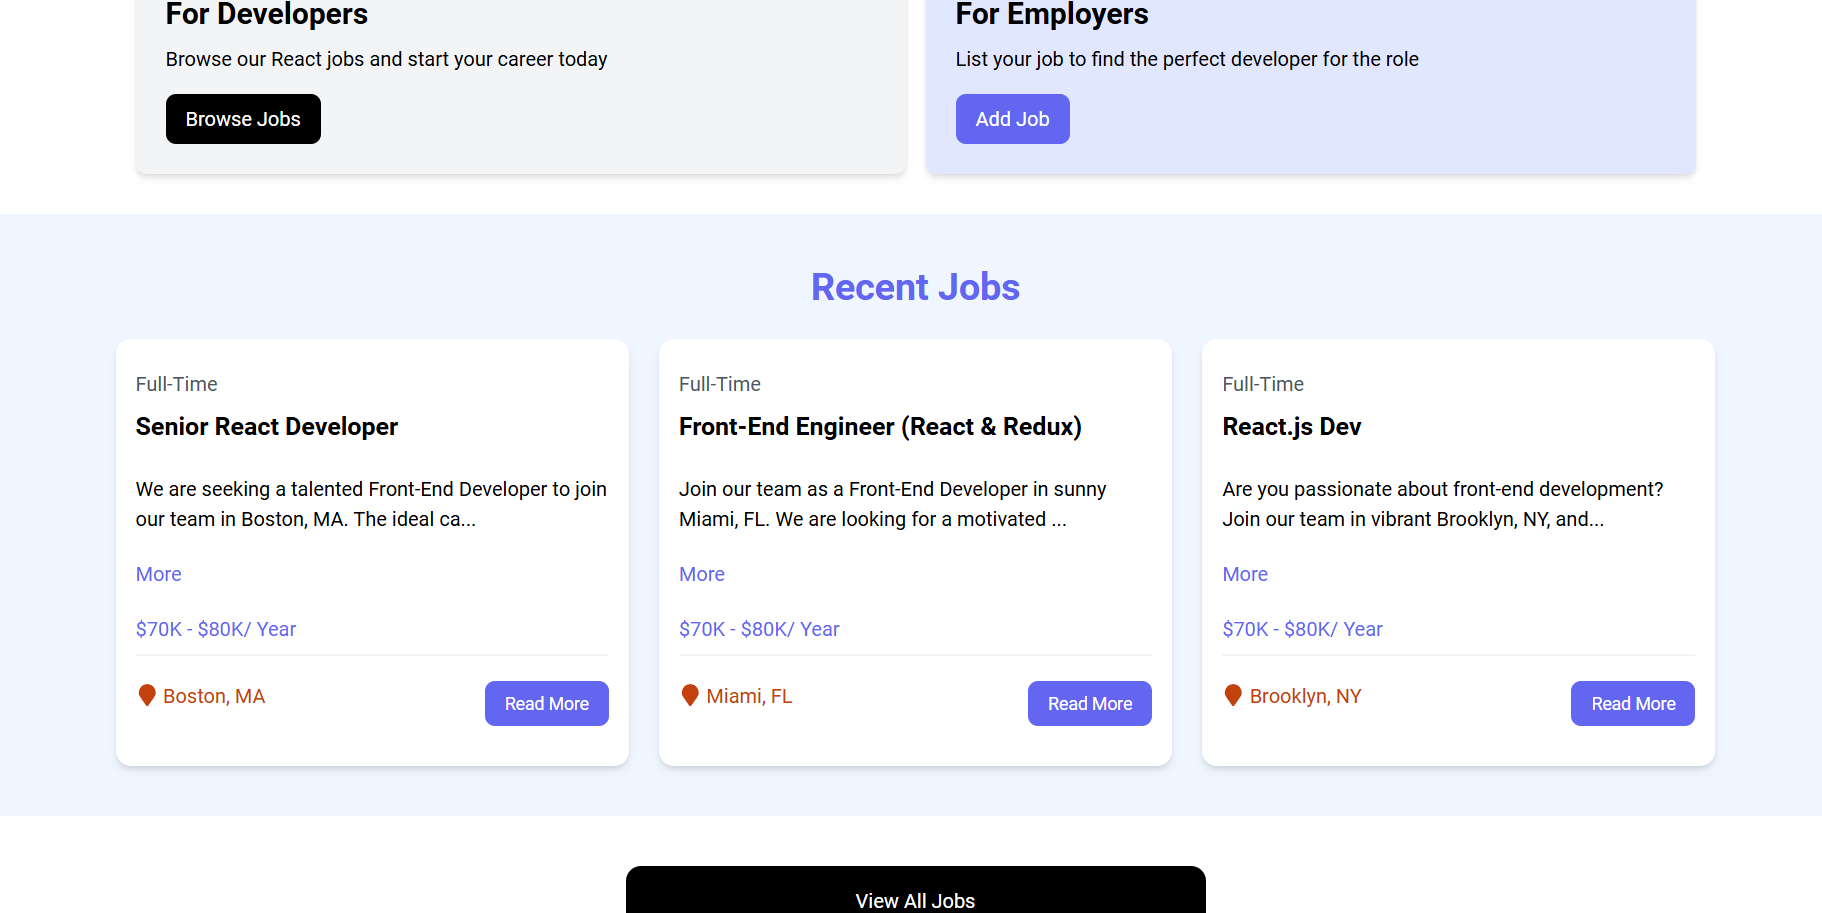 For Developers
Browse our React jobs and start your career today
Browse Jobs
For Employers
List your job to find the perfect developer for the role
Add Job
Recent Jobs
Full-Time
Senior React Developer
We are seeking a talented Front-End Developer to join
our team in Boston, MA. The ideal ca...
More
$70K - $80K/ Year
Boston, MA
Read More
Full-Time
Front-End Engineer (React & Redux)
Join our team as a Front-End Developer in sunny
Miami, FL. We are looking for a motivated ...
More
$70K - $80K/ Year
Miami, FL
Read More
Full-Time
React.js Dev
Are you passionate about front-end development?
Join our team in vibrant Brooklyn, NY, and...
More
$70K - $80K/ Year
Brooklyn, NY
Read More
View All Jobs